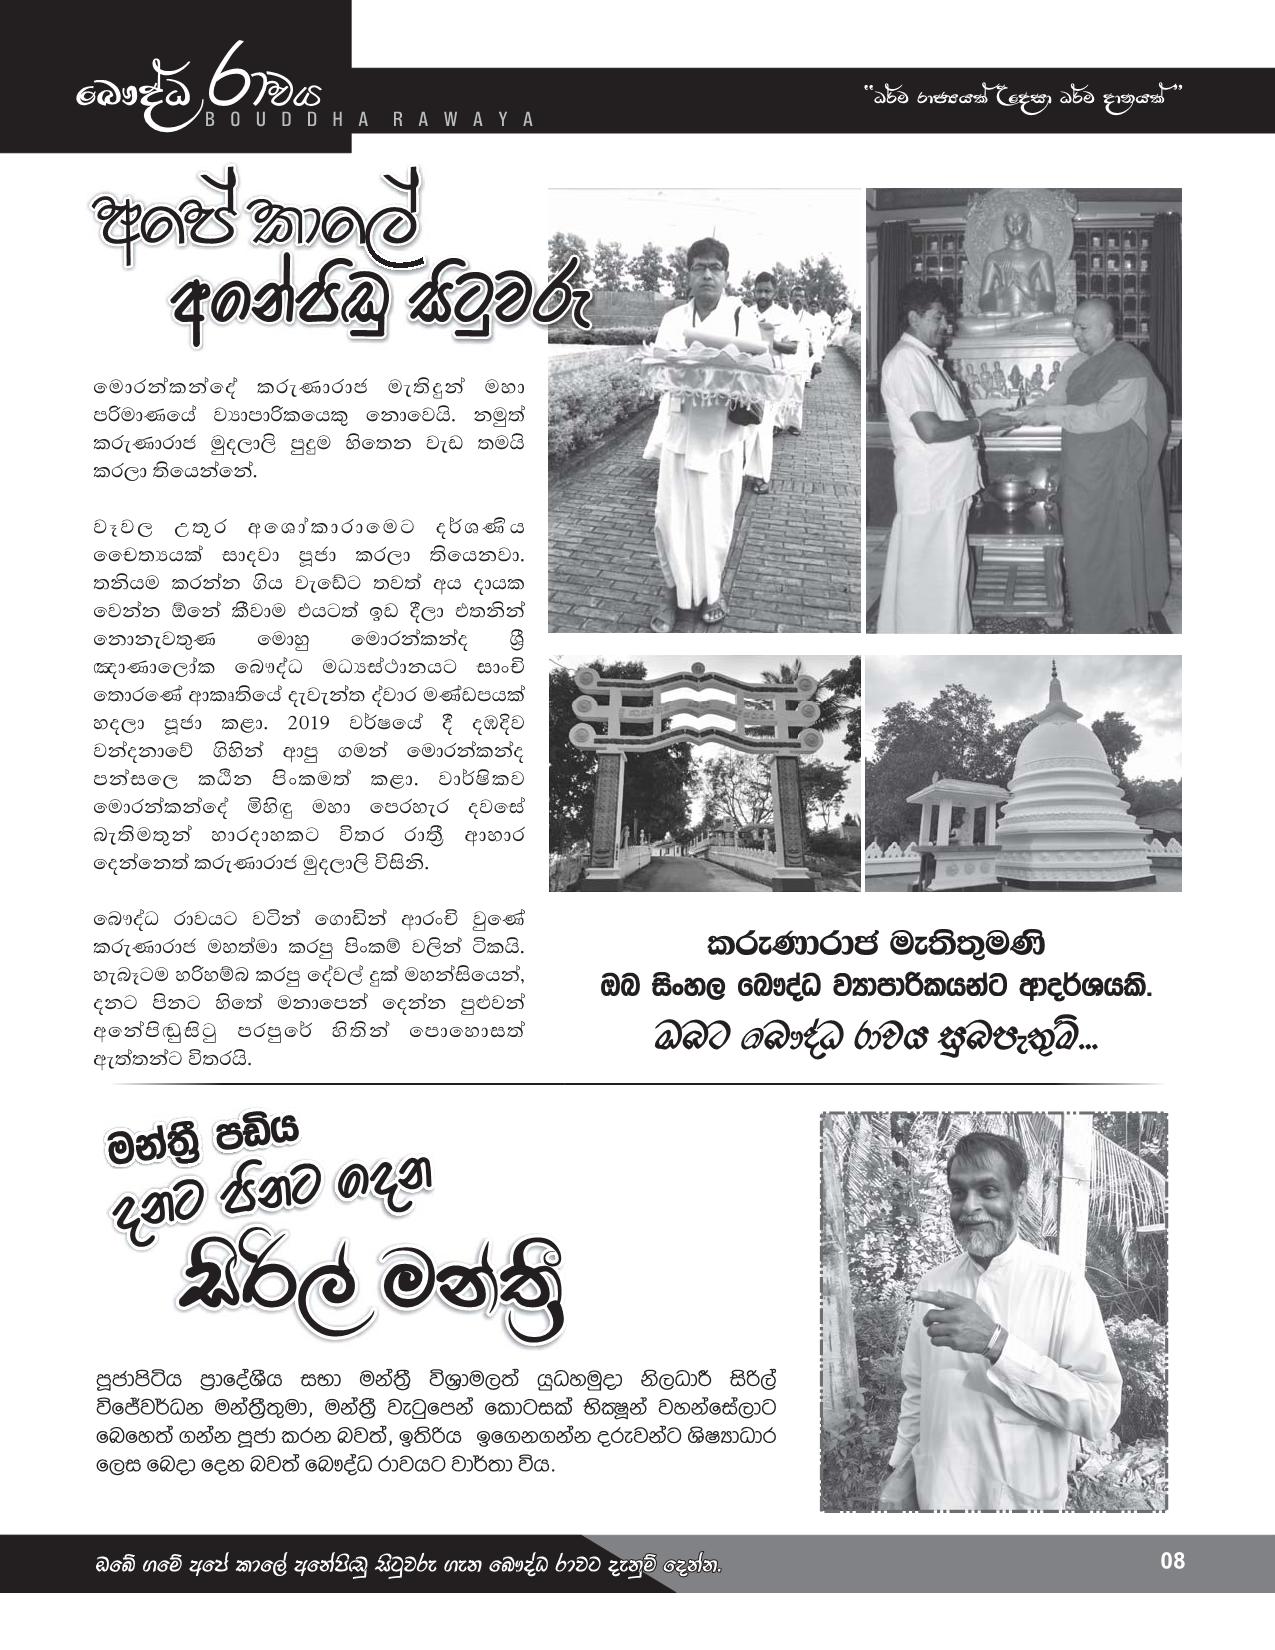 බෞද්ධ රාවය
BOUDDHA RAWAYA
“ධර්ම රාජ්‍යයක් උදෙසා ධර්ම දානයක්”
අපේ කාලේ
අනේපිඬු සිටුවරු
මොරන්කන්දේ කරුණාරාජ මැතිදුන් මහා
පරිමාණයේ ව්‍යාපාරිකයෙකු නොවෙයි. නමුත්
කරුණාරාජ මුදලාලි පුදුම හිතෙන වැඩ තමයි
කරලා තියෙන්නේ.
වෑවල උතුර අශෝකාරාමෙට දර්ශණීය
චෛත්‍යයක් සාදවා පූජා කරලා තියෙනවා.
තනියම කරන්න ගිය වැඩේට තවත් අය දායක
වෙන්න ඕනේ කීවාම එයටත් ඉඩ දීලා එතනින්
නොනැවතුණ මොහු මොරන්කන්ද ශ්‍රී
ඤාණාලෝක බෞද්ධ මධ්‍යස්ථානයට සාංචි
තොරණේ ආකෘතියේ දැවැන්ත ද්වාර මණ්ඩපයක්
හදලා පූජා කළා. 2019 වර්ෂයේ දී දඹදිව
වන්දනාවේ ගිහින් ආපු ගමන් මොරන්කන්ද
පන්සලෙ කඨින පිංකමත් කළා. වාර්ෂිකව
මොරන්කන්දේ මිහිඳු මහා පෙරහැර දවසේ
බැතිමතුන් හාරදාහකට විතර රාත්‍රී ආහාර
දෙන්නෙත් කරුණාරාජ මුදලාලි විසිනි.
බෞද්ධ රාවයට වටින් ගොඩින් ආරංචි වුණේ
කරුණාරාජ මහත්මා කරපු පිංකම් වලින් ටිකයි.
හැබෑටම හරිහම්බ කරපු දේවල් දුක් මහන්සියෙන්,
දනට පිනට හිතේ මනාපෙන් දෙන්න පුළුවන්
අනේපිඬුසිටු පරපුරේ හිතින් පොහොසත්
ඇත්තන්ට විතරයි.
කරුණාරාජ මැතිතුමණි
ඔබ සිංහල බෞද්ධ ව්‍යාපාරිකයන්ට ආදර්ශයකි.
ඔබට බෞද්ධ රාවය සුබපැතුම්...
මන්ත්‍රී පඩිය
දනට පිනට දෙන
සිරිල් මන්ත්‍රී
පූජාපිටිය ප්‍රාදේශීය සභා මන්ත්‍රී විශ්‍රාමලත් යුධහමුදා නිලධාරී සිරිල්
විජේවර්ධන මන්ත්‍රීතුමා, මන්ත්‍රී වැටුපෙන් කොටසක් භික්‍ෂූන් වහන්සේලාට
බෙහෙත් ගන්න පූජා කරන බවත්, ඉතිරිය ඉගෙනගන්න දරුවන්ට ශිෂ්‍යාධාර
ලෙස බෙදා දෙන බවත් බෞද්ධ රාවයට වාර්තා විය.
ඔබේ ගමේ අපේ කාලේ අනේපිඬු සිටුවරු ගැන බෞද්ධ රාවට දැනුම් දෙන්න.
08